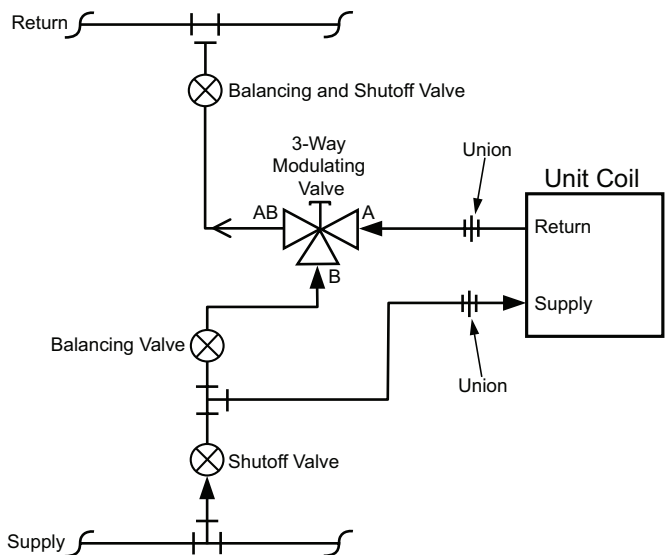 Return
Balancing and Shutoff Valve
3-Way
Modulating
Valve
Union
Unit Coil
AB
A
Return
B
Supply
Balancing Valve
Union
Shutoff Valve
Supply